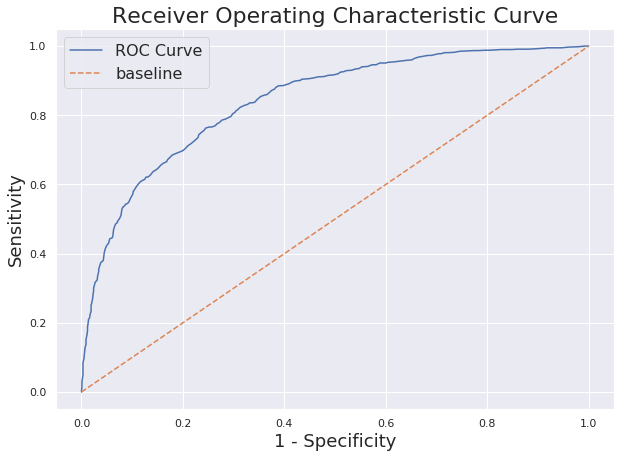 Receiver Operating Characteristic Curve
ROC Curve
baseline
Sensitivity
1.0
0.8
0.6
0.4
0.2
0.0
0.0 0.2 0.4 0.6 0.8 1.0
1 - Specificity